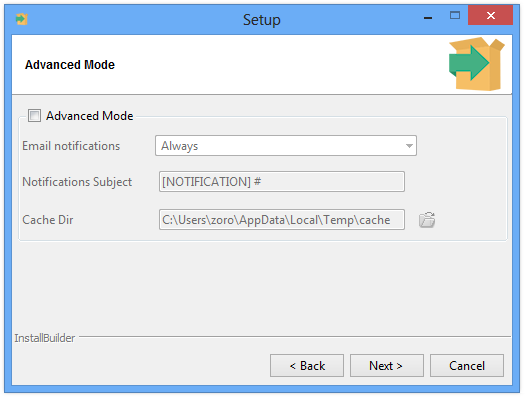 Setup
Advanced Mode
Advanced Mode
Email notifications Always
Notifications Subject [NOTIFICATION] #
Cache Dir C:\Users\zoro\AppData\Local\Temp\cache
InstallBuilder
< Back Next > Cancel